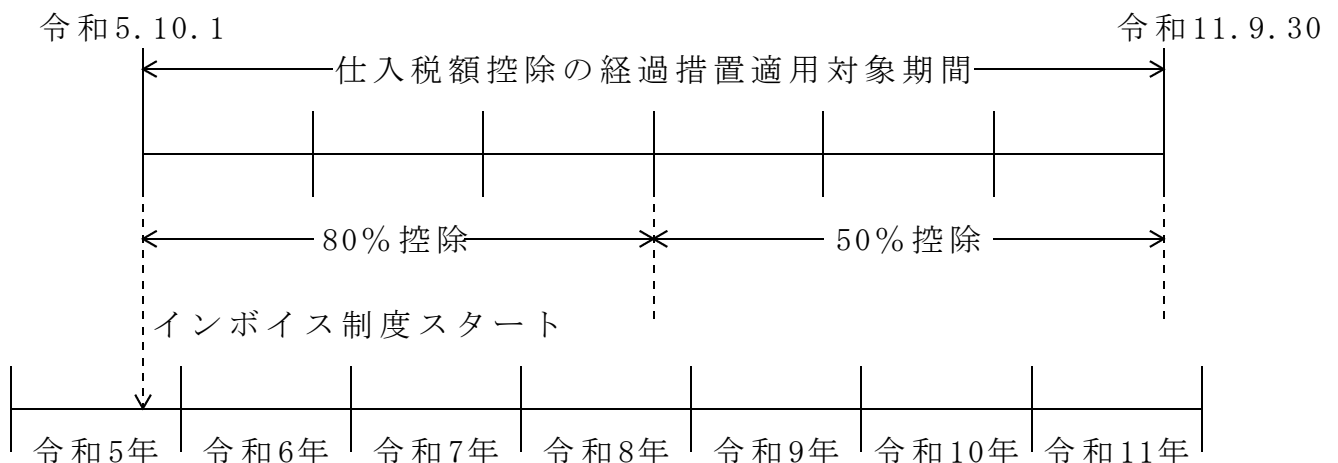 令和5.10.1
令和11.9.30
仕入税額控除の経過措置適用対象期間
80％控除
50％控除
インボイス制度スタート
令和5年
令和6年
令和7年
令和8年
令和9年
令和10年
令和11年